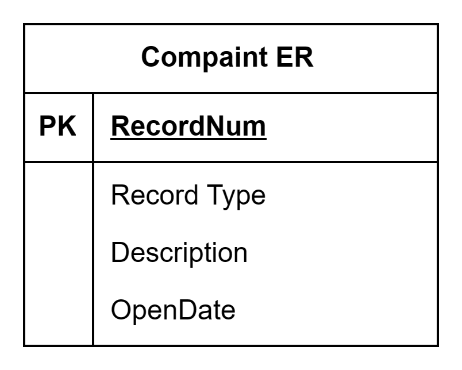 Compaint ER
PK RecordNum
Record Type
Description
OpenDate